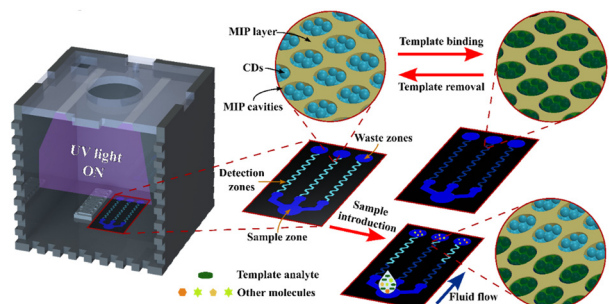 MIP layer
CDs
MIP cavities
Template binding
Template removal
UV light
ON
Waste zones
Detection
zones
Sample zone
Sample
introduction
Fluid flow
Template analyte
Other molecules